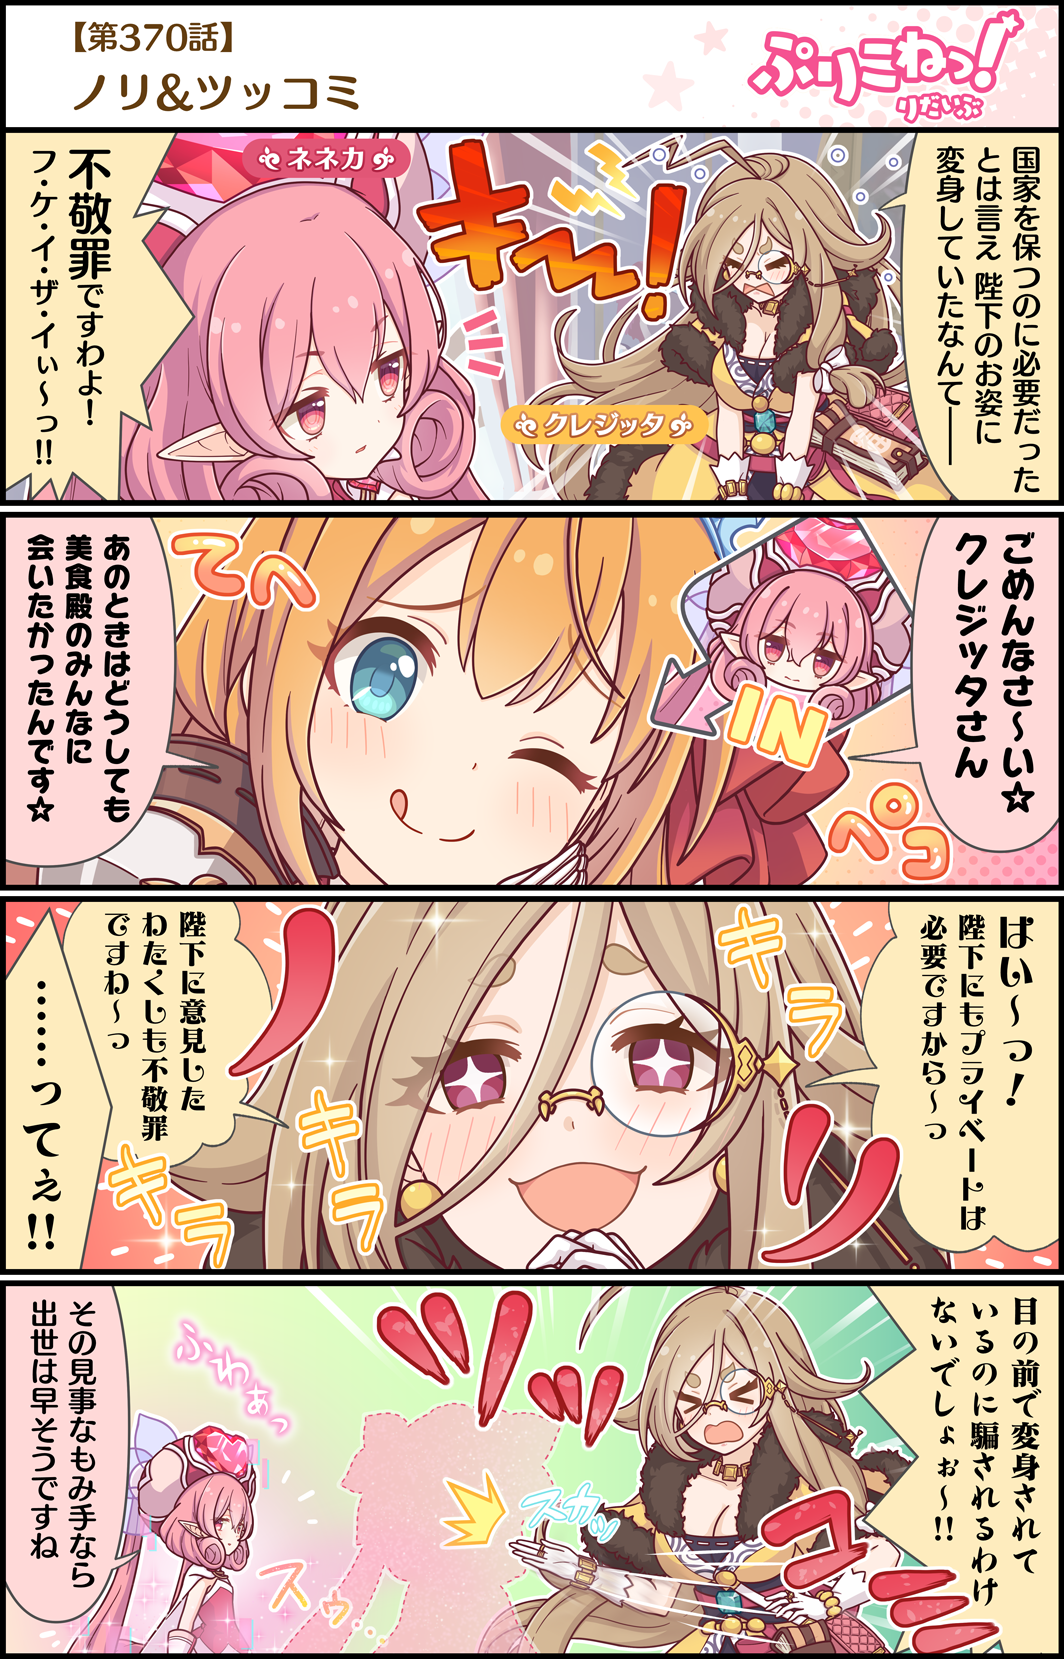 【第370話】
ノリ&ツッコミ
ぷりこねっ!
りだいぶ
国家を保つのに必要だった
とは言え 陛下のお姿に
変身していたなんて――
キーッ!
クレジッタ
ネネカ
不敬罪ですわよ!
フ・ケ・イ・ザ・イぃ～っ!!
ごめんなさ～い☆
クレジッタさん
IN
ペコ
てへ
あのときはどうしても
美食殿のみんなに
会いたかったんです☆
はい～っ!
陛下にもプライベートは
必要ですから～っ
キラ
ノリ
陛下に意見した
わたくしも不敬罪
ですわ～っ
キラ
キラ
……ってぇ!!
目の前で変身されて
いるのに騙されるわけ
ないでしょぉ～!!
ツッコミ
スカッ
ふわぁっ
スゥ…
その見事なもみ手なら
出世は早そうですね